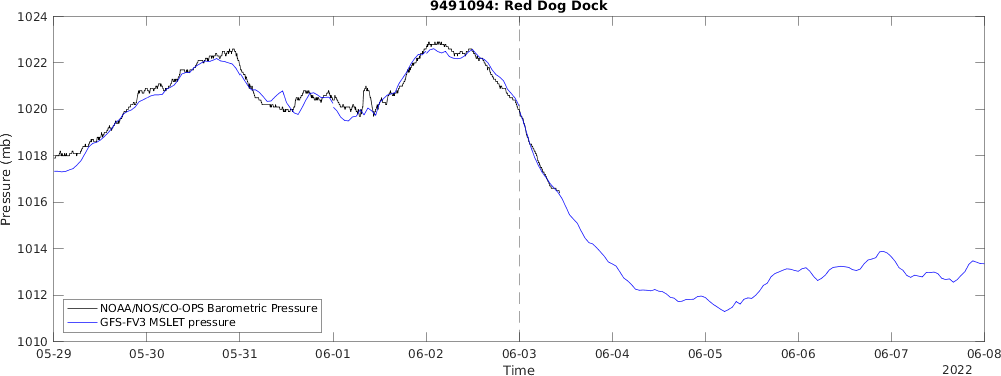 9491094: Red Dog Dock
1024
1022
1020
1018
1016
1014
1012
1010
Pressure (mb)
NOAA/NOS/CO-OPS Barometric Pressure
GFS-FV3 MSLET pressure
05-29 05-30 05-31 06-01 06-02 06-03 06-04 06-05 06-06 06-07 06-08
Time
2022